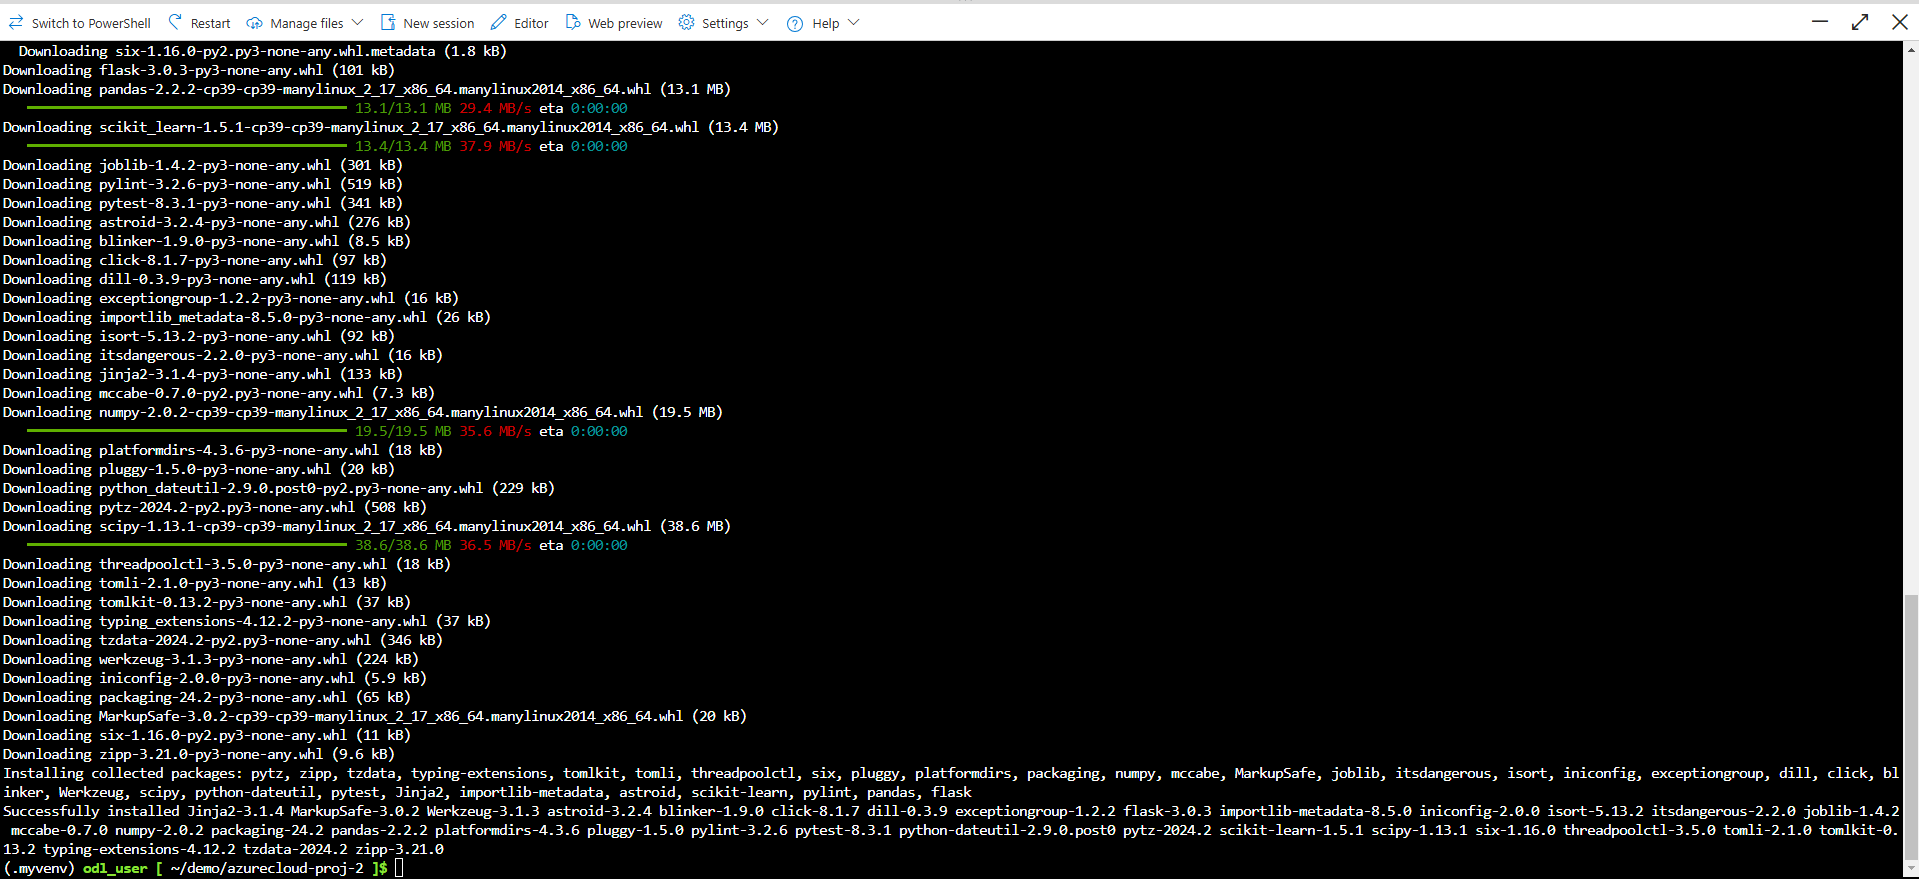 Switch to PowerShell Restart Manage files New session Editor Web preview Settings Help
Downloading six-1.16.0-py2.py3-none-any.whl.metadata (1.8 kB)
Downloading flask-3.0.3-py3-none-any.whl (101 kB)
Downloading pandas-2.2.2-cp39-cp39-manylinux_2_17_x86_64.manylinux2014_x86_64.whl (13.1 MB)
13.1/13.1 MB 29.4 MB/s eta 0:00:00
Downloading scikit_learn-1.5.1-cp39-cp39-manylinux_2_17_x86_64.manylinux2014_x86_64.whl (13.4 MB)
13.4/13.4 MB 37.9 MB/s eta 0:00:00
Downloading joblib-1.4.2-py3-none-any.whl (301 kB)
Downloading pylint-3.2.6-py3-none-any.whl (519 kB)
Downloading pytest-8.3.1-py3-none-any.whl (341 kB)
Downloading astroid-3.2.4-py3-none-any.whl (276 kB)
Downloading blinker-1.9.0-py3-none-any.whl (8.5 kB)
Downloading click-8.1.7-py3-none-any.whl (97 kB)
Downloading dill-0.3.9-py3-none-any.whl (119 kB)
Downloading exceptiongroup-1.2.2-py3-none-any.whl (16 kB)
Downloading importlib_metadata-8.5.0-py3-none-any.whl (26 kB)
Downloading isort-5.13.2-py3-none-any.whl (92 kB)
Downloading itsdangerous-2.2.0-py3-none-any.whl (16 kB)
Downloading jinja2-3.1.4-py3-none-any.whl (133 kB)
Downloading mccabe-0.7.0-py2.py3-none-any.whl (7.3 kB)
Downloading numpy-2.0.2-cp39-cp39-manylinux_2_17_x86_64.manylinux2014_x86_64.whl (19.5 MB)
19.5/19.5 MB 35.6 MB/s eta 0:00:00
Downloading platformdirs-4.3.6-py3-none-any.whl (18 kB)
Downloading pluggy-1.5.0-py3-none-any.whl (20 kB)
Downloading python_dateutil-2.9.0.post0-py2.py3-none-any.whl (229 kB)
Downloading pytz-2024.2-py2.py3-none-any.whl (508 kB)
Downloading scipy-1.13.1-cp39-cp39-manylinux_2_17_x86_64.manylinux2014_x86_64.whl (38.6 MB)
38.6/38.6 MB 36.5 MB/s eta 0:00:00
Downloading threadpoolctl-3.5.0-py3-none-any.whl (18 kB)
Downloading tomli-2.1.0-py3-none-any.whl (13 kB)
Downloading tomlkit-0.13.2-py3-none-any.whl (37 kB)
Downloading typing_extensions-4.12.2-py3-none-any.whl (37 kB)
Downloading tzdata-2024.2-py2.py3-none-any.whl (346 kB)
Downloading werkzeug-3.1.3-py3-none-any.whl (224 kB)
Downloading iniconfig-2.0.0-py3-none-any.whl (5.9 kB)
Downloading packaging-24.2-py3-none-any.whl (65 kB)
Downloading MarkupSafe-3.0.2-cp39-cp39-manylinux_2_17_x86_64.manylinux2014_x86_64.whl (20 kB)
Downloading six-1.16.0-py2.py3-none-any.whl (11 kB)
Downloading zipp-3.21.0-py3-none-any.whl (9.6 kB)
Installing collected packages: pytz, zipp, tzdata, typing-extensions, tomlkit, tomli, threadpoolctl, six, pluggy, platformdirs, packaging, numpy, mccabe, MarkupSafe, joblib, itsdangerous, isort, iniconfig, exceptiongroup, dill, click, bl
inker, Werkzeug, scipy, python-dateutil, pytest, Jinja2, importlib-metadata, astroid, scikit-learn, pylint, pandas, flask
Successfully installed Jinja2-3.1.4 MarkupSafe-3.0.2 Werkzeug-3.1.3 astroid-3.2.4 blinker-1.9.0 click-8.1.7 dill-0.3.9 exceptiongroup-1.2.2 flask-3.0.3 importlib-metadata-8.5.0 iniconfig-2.0.0 isort-5.13.2 itsdangerous-2.2.0 joblib-1.4.2
mccabe-0.7.0 numpy-2.0.2 packaging-24.2 pandas-2.2.2 platformdirs-4.3.6 pluggy-1.5.0 pylint-3.2.6 pytest-8.3.1 python-dateutil-2.9.0.post0 pytz-2024.2 scikit-learn-1.5.1 scipy-1.13.1 six-1.16.0 threadpoolctl-3.5.0 tomli-2.1.0 tomlkit-0.
13.2 typing-extensions-4.12.2 tzdata-2024.2 zipp-3.21.0
(.myvenv) odl_user [ ~/demo/azurecloud-proj-2 ]$